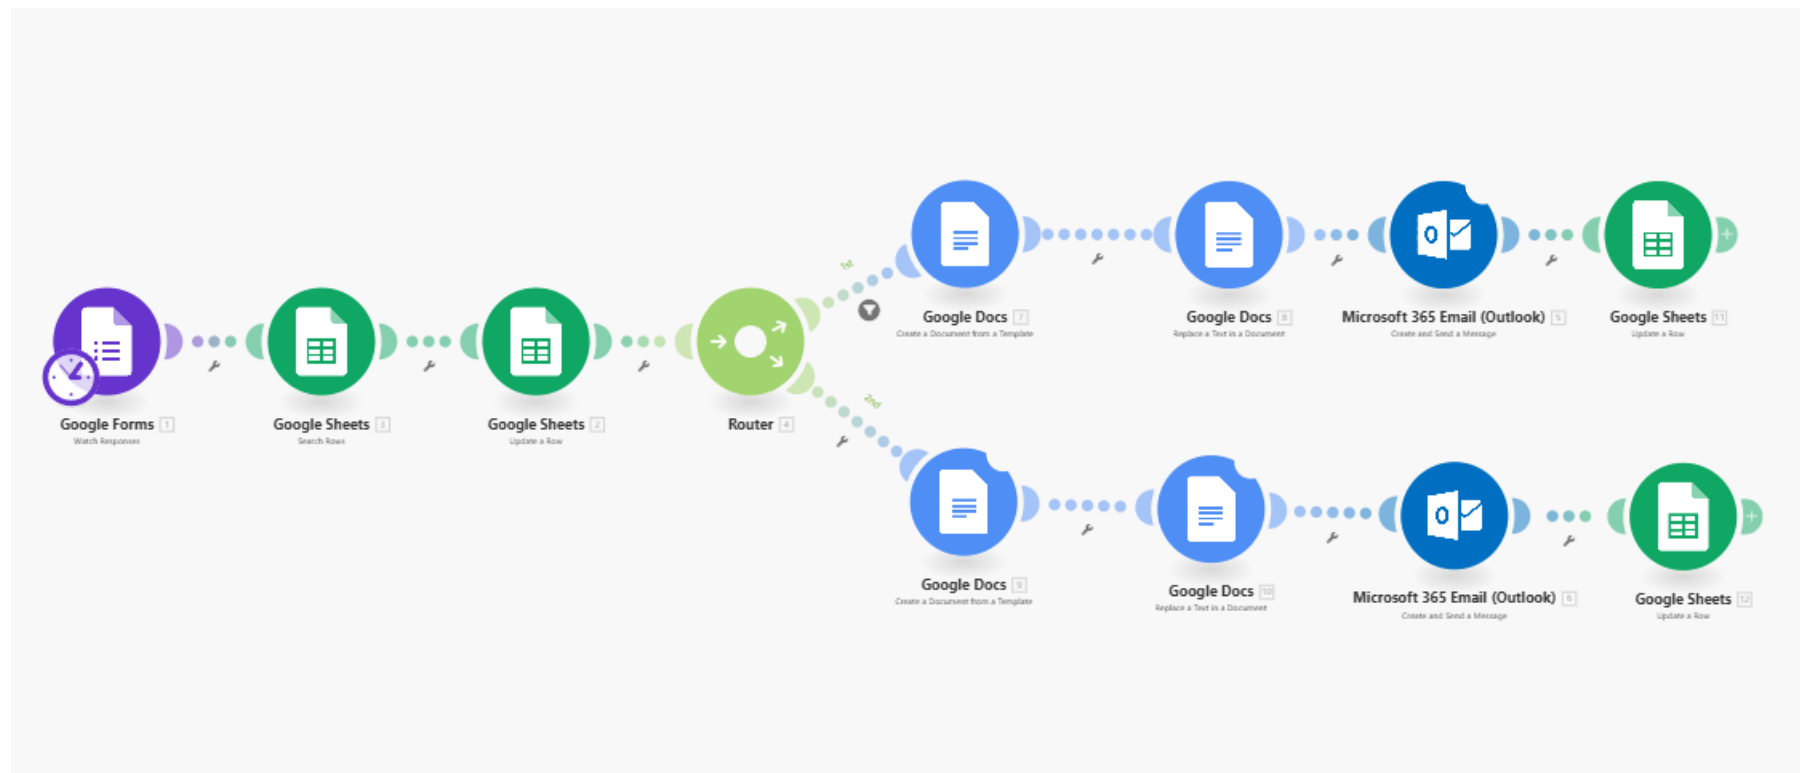 1st
Google Docs 7
Create a Document from a Template
Google Docs 8
Replace a Text in a Document
Microsoft 365 Email (Outlook) 5
Create and Send a Message
Google Sheets 11
Update a Row
Google Forms 1
Watch Responses
Google Sheets 3
Search Rows
Google Sheets 2
Update a Row
Router 4
2nd
Google Docs 9
Create a Document from a Template
Google Docs 10
Replace a Text in a Document
Microsoft 365 Email (Outlook) 6
Create and Send a Message
Google Sheets 12
Update a Row